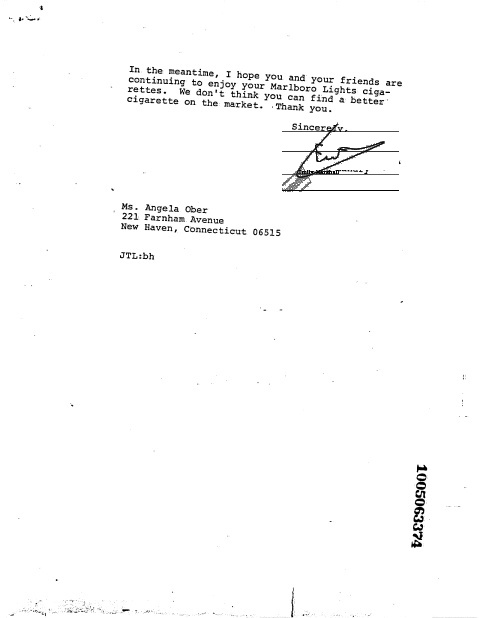 In the meantime, I hope you and your friends are
continuing to enjoy your Marlboro Lights ciga-
rettes. We don't think you can find a better
cigarette on the market. Thank you.
Sincerely,
Ms. Angela Ober
221 Farnham Avenue
New Haven, Connecticut 06515
JTL:bh
1005063374